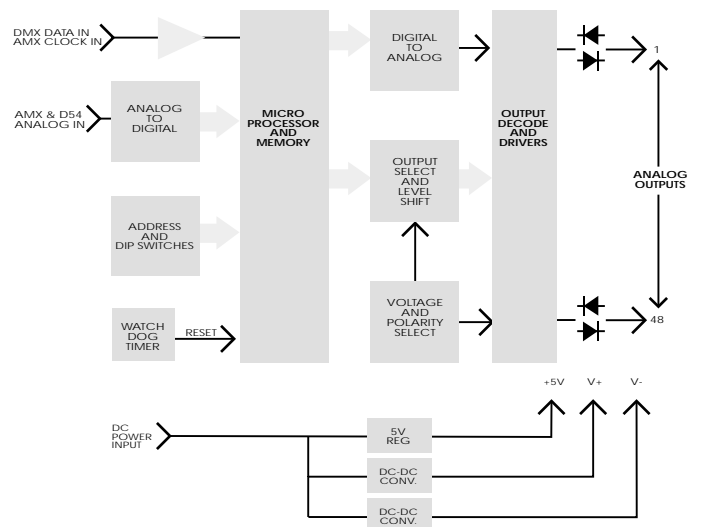 DMX DATA IN
AMX CLOCK IN
AMX & D54
ANALOG IN
ANALOG
TO
DIGITAL
ADDRESS
AND
DIP SWITCHES
WATCH
DOG
TIMER
RESET
MICRO
PROCESSOR
AND
MEMORY
DIGITAL
TO
ANALOG
OUTPUT
SELECT
AND
LEVEL
SHIFT
VOLTAGE
AND
POLARITY
SELECT
OUTPUT
DECODE
AND
DRIVERS
1
ANALOG
OUTPUTS
48
+5V
V+
V-
DC
POWER
INPUT
5V
REG
DC-DC
CONV.
DC-DC
CONV.